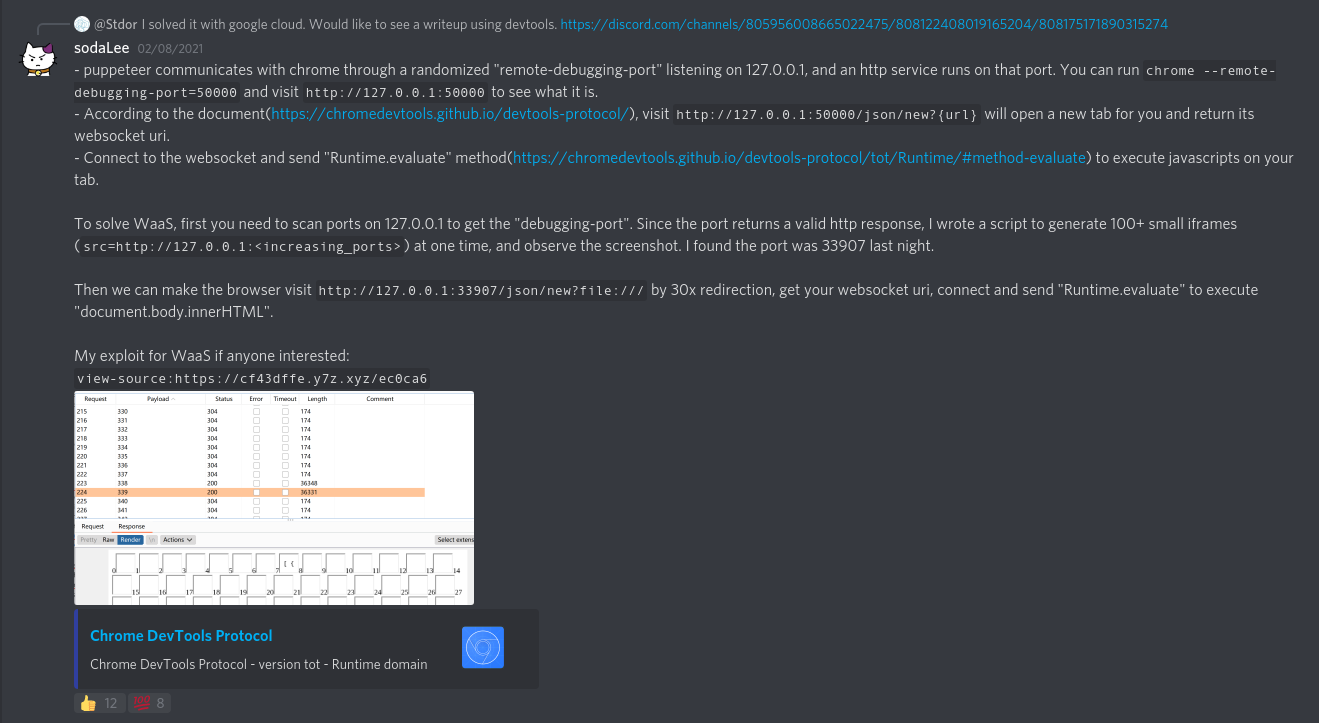 @Stdor I solved it with google cloud. Would like to see a writeup using devtools. https://discord.com/channels/805956008665022475/808122408019165204/808175171890315274
sodaLee 02/08/2021
- puppeteer communicates with chrome through a randomized "remote-debugging-port" listening on 127.0.0.1, and an http service runs on that port. You can run chrome --remote-
debugging-port=50000 and visit http://127.0.0.1:50000 to see what it is.
- According to the document(https://chromedevtools.github.io/devtools-protocol/), visit http://127.0.0.1:50000/json/new?{url} will open a new tab for you and return its
websocket uri.
- Connect to the websocket and send "Runtime.evaluate" method(https://chromedevtools.github.io/devtools-protocol/tot/Runtime/#method-evaluate) to execute javascripts on your
tab.
To solve WaaS, first you need to scan ports on 127.0.0.1 to get the "debugging-port". Since the port returns a valid http response, I wrote a script to generate 100+ small iframes
(src=http://127.0.0.1:<increasing_ports>) at one time, and observe the screenshot. I found the port was 33907 last night.
Then we can make the browser visit http://127.0.0.1:33907/json/new?file:/// by 30x redirection, get your websocket uri, connect and send "Runtime.evaluate" to execute
"document.body.innerHTML".
My exploit for WaaS if anyone interested:
view-source:https://cf43dffe.y7z.xyz/ec0ca6
Request Payload Status Error Timeout Length Comment
215 330 304 174
216 331 304 174
217 332 304 174
218 333 304 174
219 334 304 174
220 335 304 174
221 336 304 174
222 337 304 174
223 338 200 36348
224 339 200 36331
225 340 304 174
226 341 304 174
Request Response
Pretty Raw Render \n Actions Select extens
0 1 2 3 4 5 6 7 [ { 8 9 10 11 12 13 14
15 16 17 18 19 20 21 22 23 24 25 26 27
Chrome DevTools Protocol
Chrome DevTools Protocol - version tot - Runtime domain
12 8